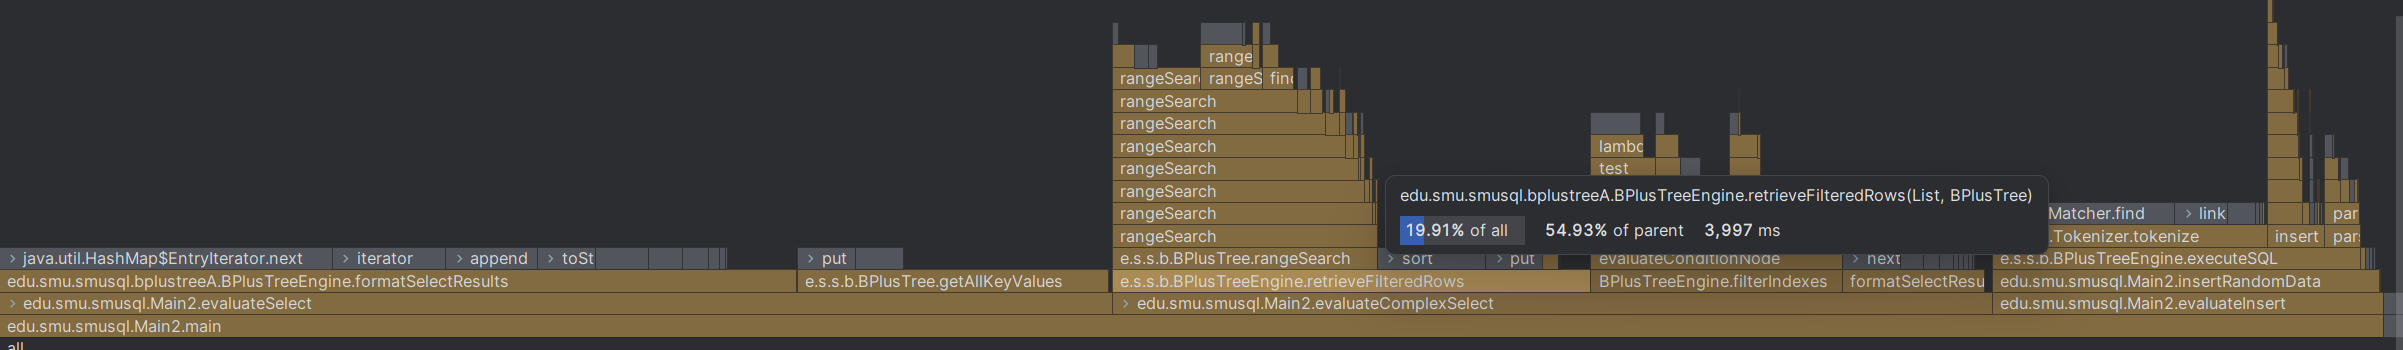 range
rangeSear rangeS find
rangeSearch
rangeSearch
rangeSearch lambd
rangeSearch test
rangeSearch edu.smu.smusql.bplustreeA.BPlusTreeEngine.retrieveFilteredRows(List, BPlusTree)
rangeSearch Matcher.find > link par
rangeSearch 19.91% of all 54.93% of parent 3,997 ms .Tokenizer.tokenize insert pars
> java.util.HashMap$EntryIterator.next > iterator > append > toSt > put e.s.s.b.BPlusTree.rangeSearch > sort > put evaluateConditionNode > next e.s.s.b.BPlusTreeEngine.executeSQL
edu.smu.smusql.bplustreeA.BPlusTreeEngine.formatSelectResults e.s.s.b.BPlusTree.getAllKeyValues e.s.s.b.BPlusTreeEngine.retrieveFilteredRows BPlusTreeEngine.filterIndexes formatSelectResu edu.smu.smusql.Main2.insertRandomData
> edu.smu.smusql.Main2.evaluateSelect > edu.smu.smusql.Main2.evaluateComplexSelect edu.smu.smusql.Main2.evaluateInsert
edu.smu.smusql.Main2.main
all